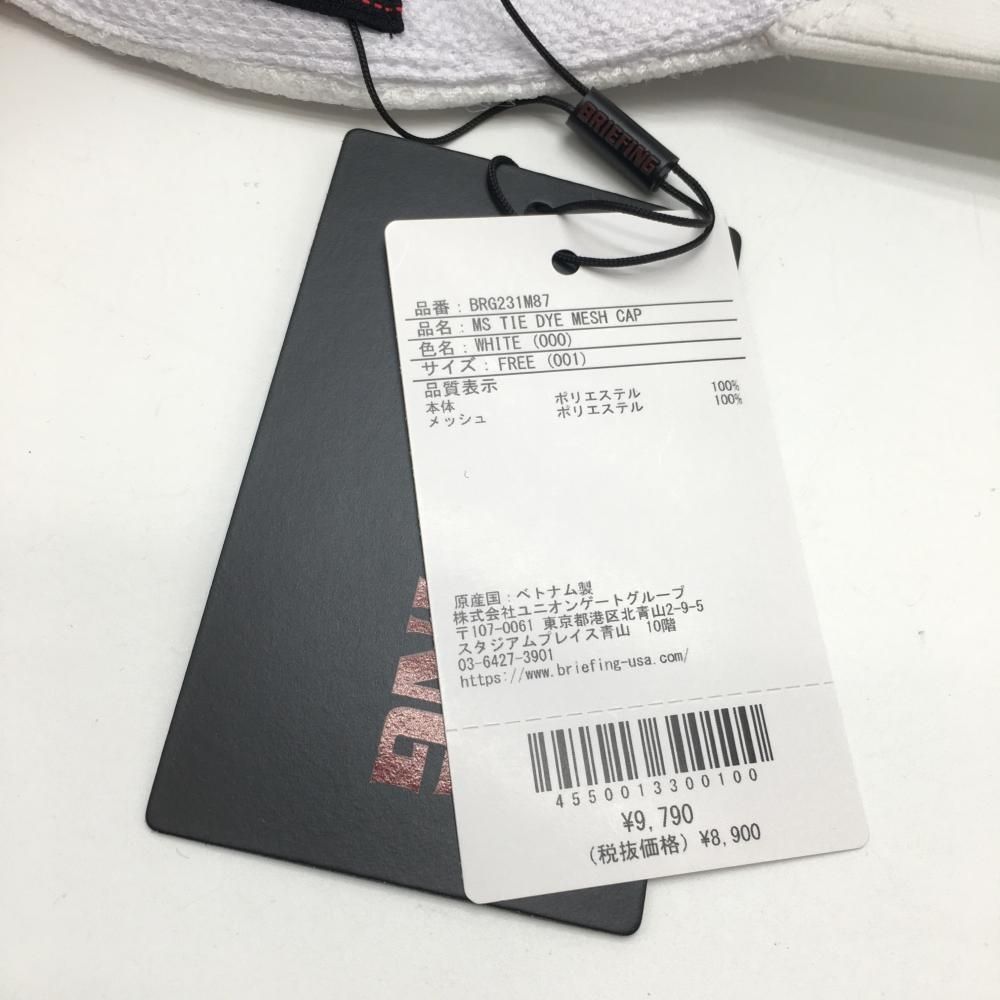 BRIEFING
品番：BRG231M87
品名：MS TIE DYE MESH CAP
色名：WHITE (000)
サイズ：FREE (001)
品質表示
本体 ポリエステル 100%
メッシュ ポリエステル 100%
原産国：ベトナム製
株式会社ユニオンゲートグループ
〒107-0061 東京都港区北青山2-9-5
スタジアムプレイス青山 10階
03-6427-3901
https://www.briefing-usa.com/
4550013300100
¥9,790
(税抜価格) ¥8,900
ING